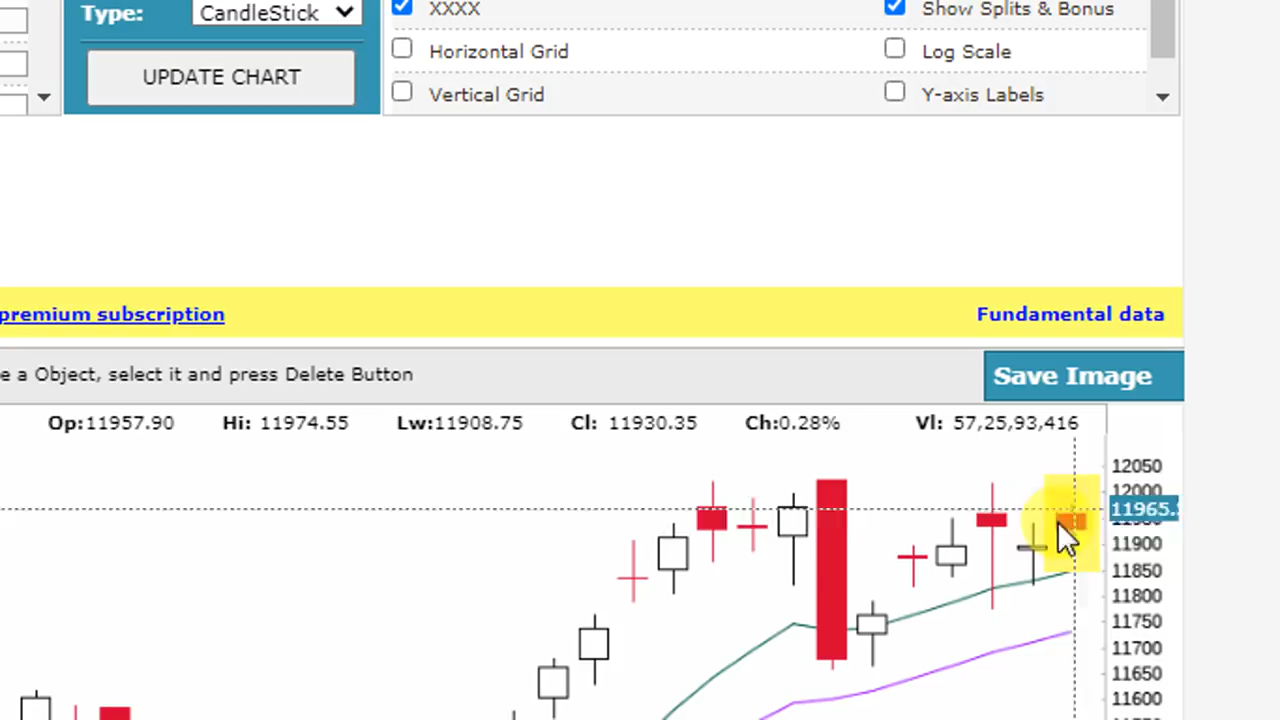 Type: CandleStick
UPDATE CHART
XXXX
Show Splits & Bonus
Horizontal Grid
Log Scale
Vertical Grid
Y-axis Labels
premium subscription
Fundamental data
e a Object, select it and press Delete Button
Save Image
Op:11957.90 Hi: 11974.55 Lw:11908.75 Cl: 11930.35 Ch:0.28% Vl: 57,25,93,416
12050
12000
11965.
11900
11850
11800
11750
11700
11650
11600